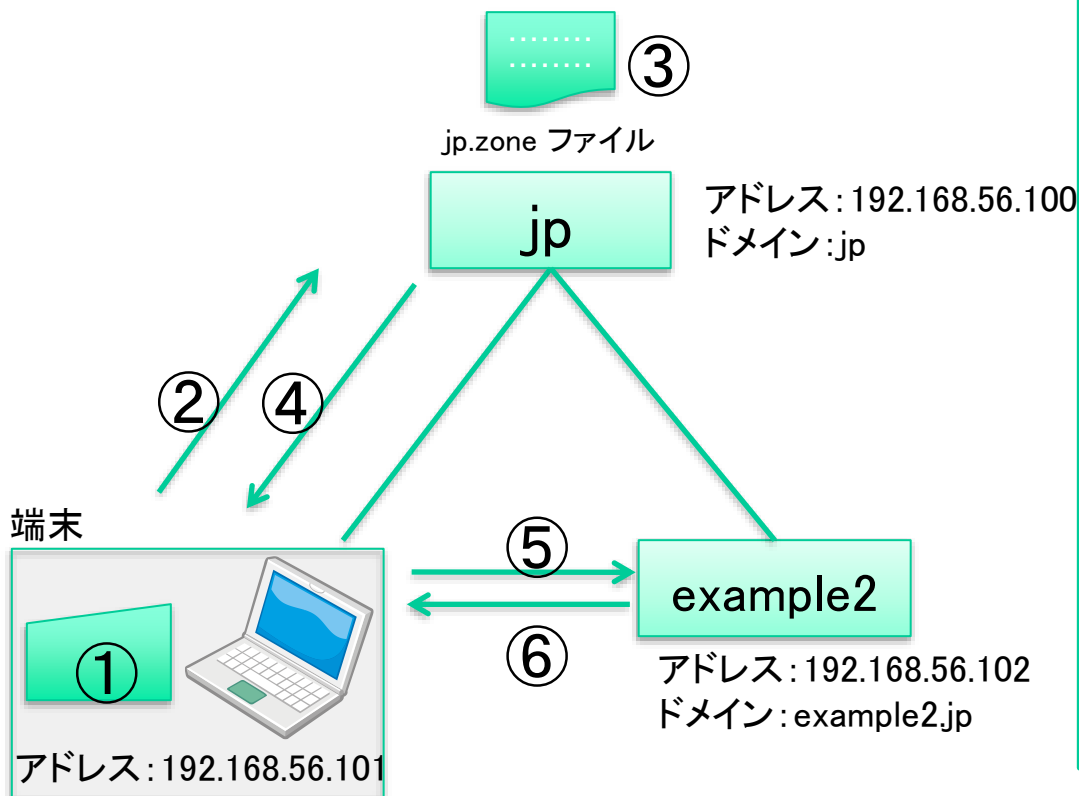 ③
jp.zone ファイル
jp
アドレス：192.168.56.100
ドメイン：jp
②
④
端末
①
アドレス：192.168.56.101
⑤
⑥
example2
アドレス：192.168.56.102
ドメイン：example2.jp